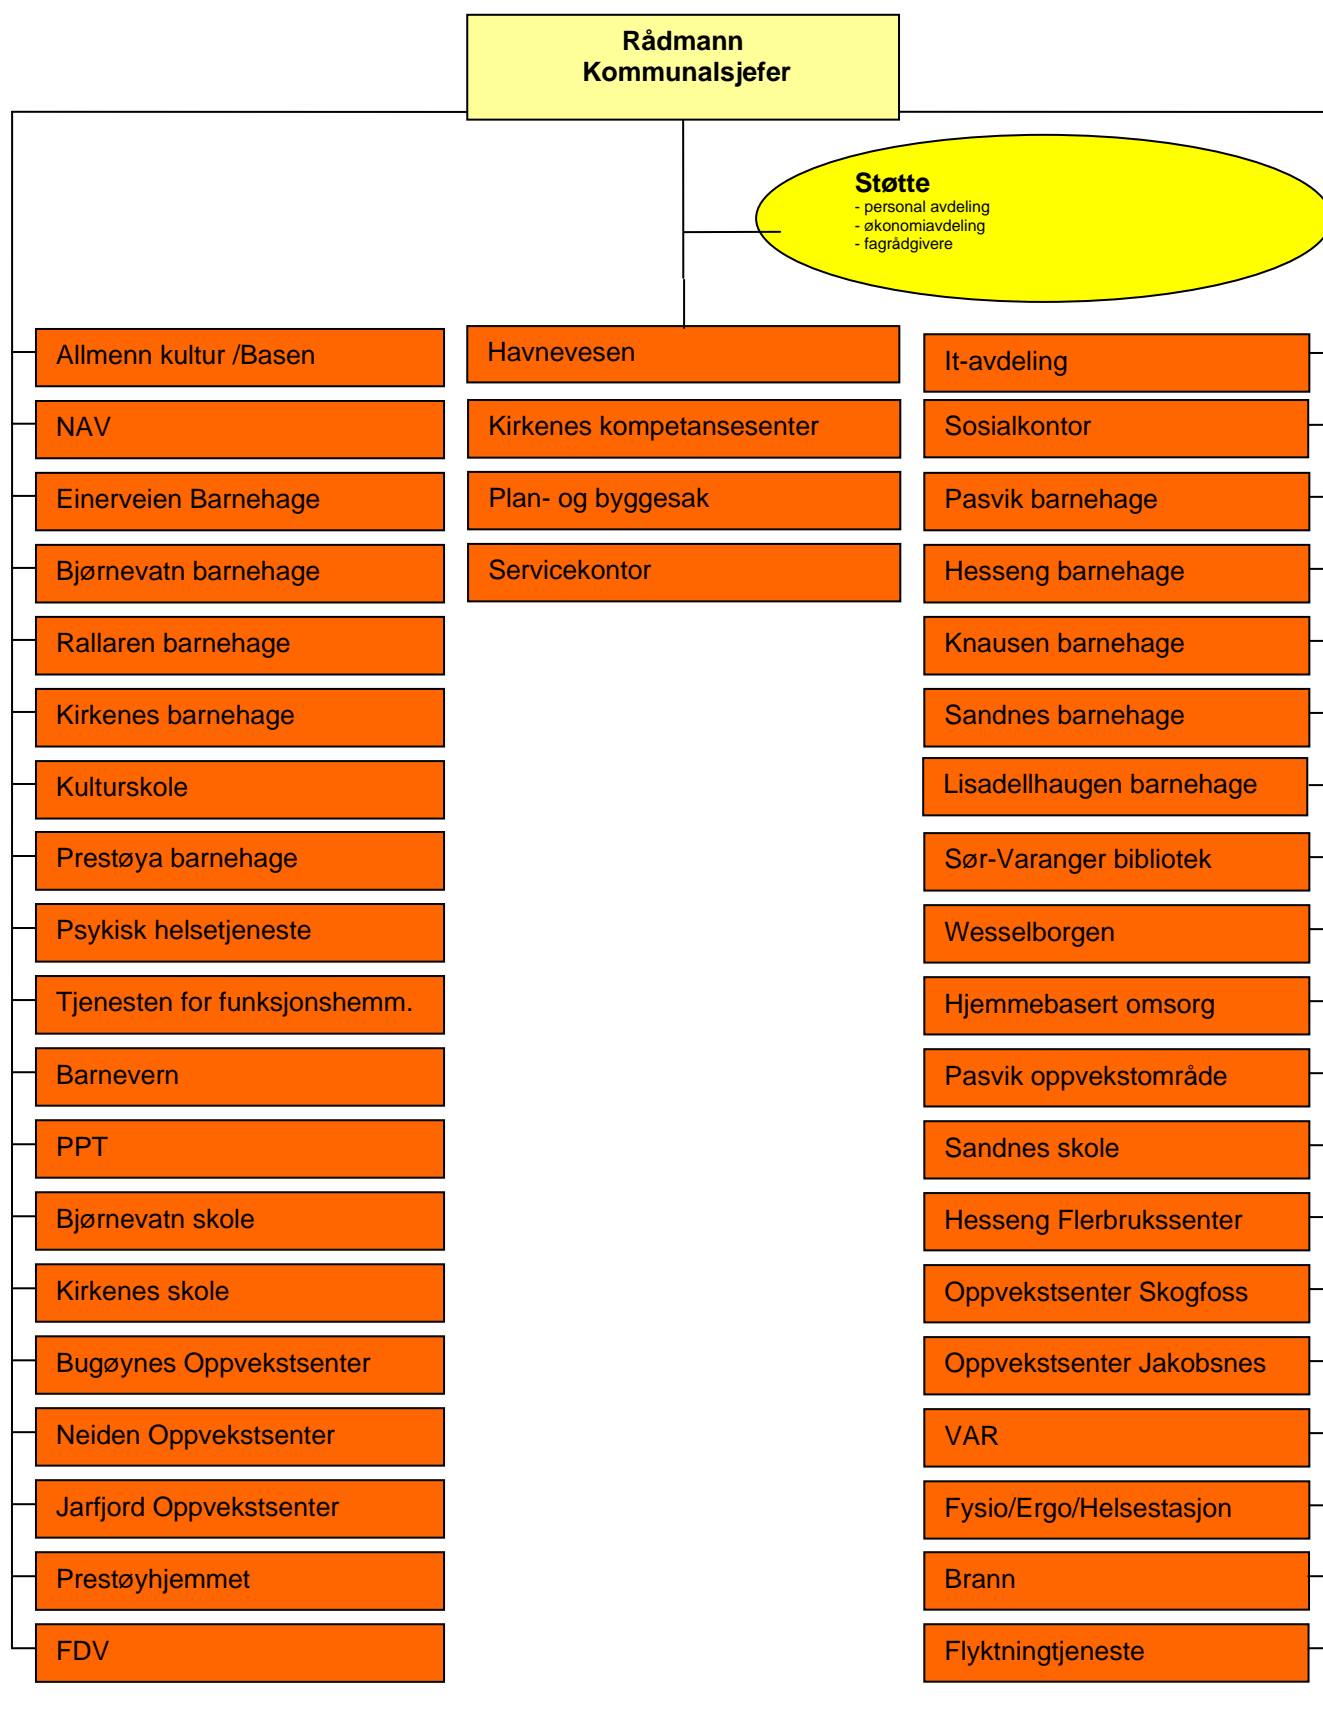 Rådmann
Kommunalsjefer
Støtte
- personal avdeling
- økonomiavdeling
- fagrådgivere
Allmenn kultur /Basen
NAV
Einerveien Barnehage
Bjørnevatn barnehage
Rallaren barnehage
Kirkenes barnehage
Kulturskole
Prestøya barnehage
Psykisk helsetjeneste
Tjenesten for funksjonshemm.
Barnevern
PPT
Bjørnevatn skole
Kirkenes skole
Bugøynes Oppvekstsenter
Neiden Oppvekstsenter
Jarfjord Oppvekstsenter
Prestøyhjemmet
FDV
Havnevesen
Kirkenes kompetansesenter
Plan- og byggesak
Servicekontor
It-avdeling
Sosialkontor
Pasvik barnehage
Hesseng barnehage
Knausen barnehage
Sandnes barnehage
Lisadellhaugen barnehage
Sør-Varanger bibliotek
Wesselborgen
Hjemmebasert omsorg
Pasvik oppvekstområde
Sandnes skole
Hesseng Flerbrukssenter
Oppvekstsenter Skogfoss
Oppvekstsenter Jakobsnes
VAR
Fysio/Ergo/Helsestasjon
Brann
Flyktningtjeneste